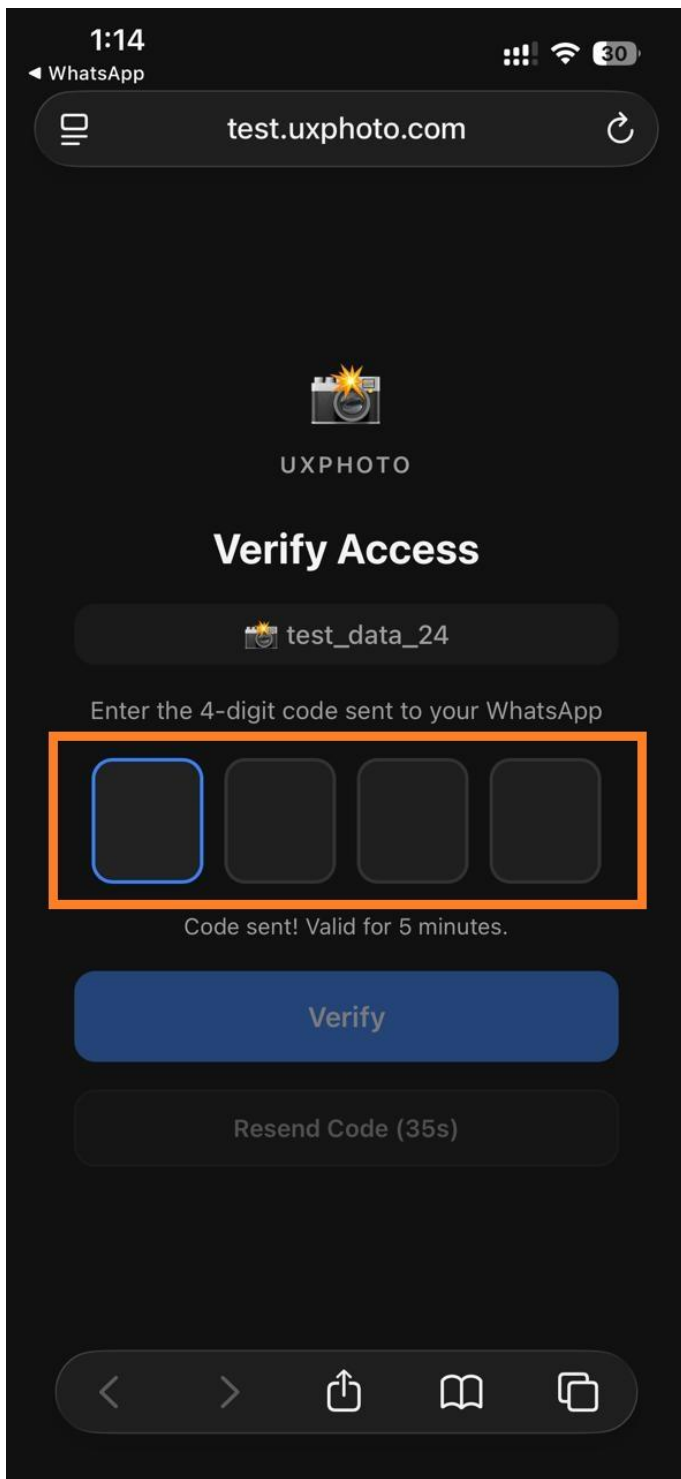 1:14
30
◀ WhatsApp
test.uxphoto.com
UXPHOTO
Verify Access
📸 test_data_24
Enter the 4-digit code sent to your WhatsApp
Code sent! Valid for 5 minutes.
Verify
Resend Code (35s)